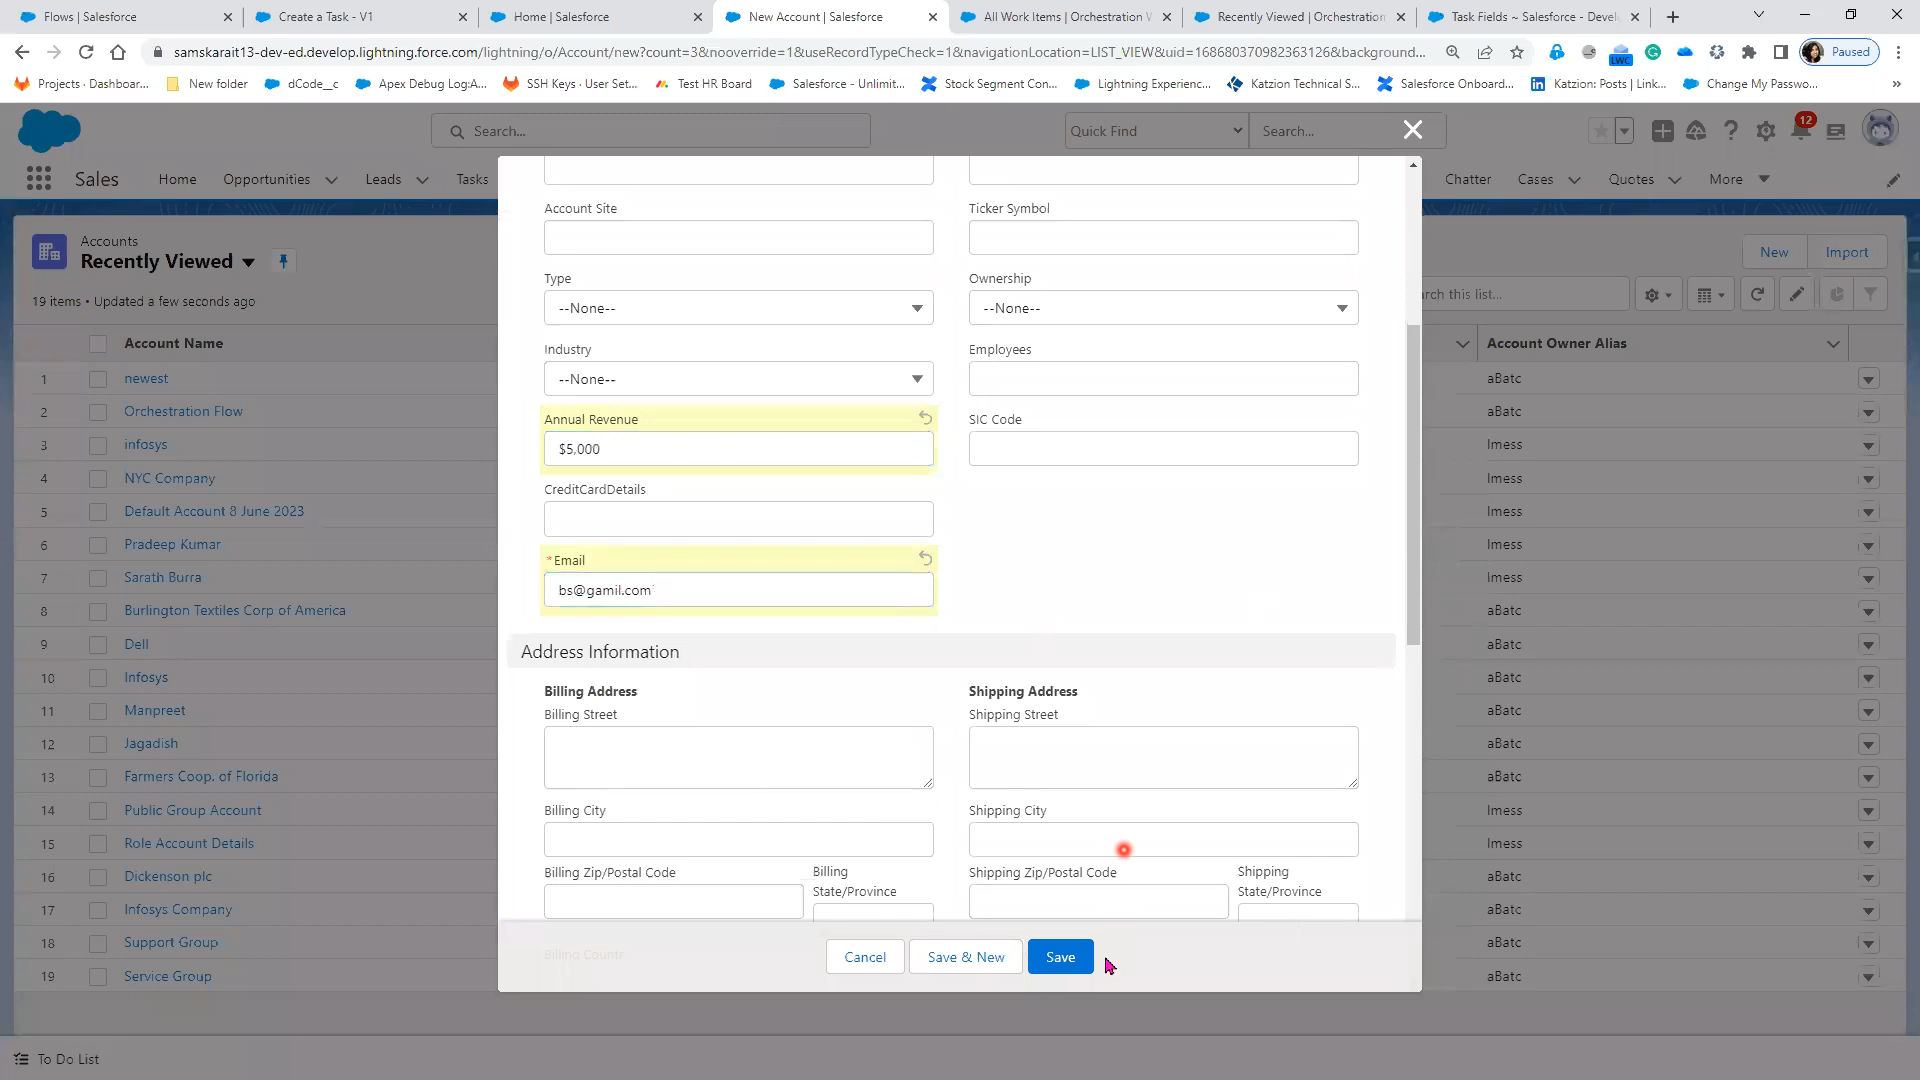 Flows | Salesforce
Create a Task - V1
Home | Salesforce
New Account | Salesforce
All Work Items | Orchestration W
Recently Viewed | Orchestration
Task Fields ~ Salesforce - Devel
samskarait13-dev-ed.develop.lightning.force.com/lightning/o/Account/new?count=3&nooverride=1&useRecordTypeCheck=1&navigationLocation=LIST_VIEW&uid=168680370982363126&background...
LWC
Paused
Projects · Dashboar...
New folder
dCode__c
Apex Debug Log:A...
SSH Keys · User Set...
Test HR Board
Salesforce - Unlimit...
Stock Segment Con...
Lightning Experienc...
Katzion Technical S...
Salesforce Onboard...
Katzion: Posts | Link...
Change My Passwo...
Search...
Quick Find
Search...
12
Sales
Home
Opportunities
Leads
Tasks
Chatter
Cases
Quotes
More
Accounts
Recently Viewed
19 items • Updated a few seconds ago
New
Import
rch this list...
Account Name
Account Owner Alias
1 newest aBatc
2 Orchestration Flow aBatc
3 infosys Imess
4 NYC Company Imess
5 Default Account 8 June 2023 Imess
6 Pradeep Kumar Imess
7 Sarath Burra Imess
8 Burlington Textiles Corp of America Imess
9 Dell Imess
10 Infosys aBatc
11 Manpreet aBatc
12 Jagadish aBatc
13 Farmers Coop. of Florida aBatc
14 Public Group Account Imess
15 Role Account Details Imess
16 Dickenson plc aBatc
17 Infosys Company aBatc
18 Support Group aBatc
19 Service Group aBatc
Account Site
Ticker Symbol
Type
--None--
Ownership
--None--
Industry
--None--
Employees
Annual Revenue
$5,000
SIC Code
CreditCardDetails
*Email
bs@gamil.com
Address Information
Billing Address
Shipping Address
Billing Street
Shipping Street
Billing City
Shipping City
Billing Zip/Postal Code
Billing
State/Province
Shipping Zip/Postal Code
Shipping
State/Province
Billing Countr
Cancel
Save & New
Save
To Do List